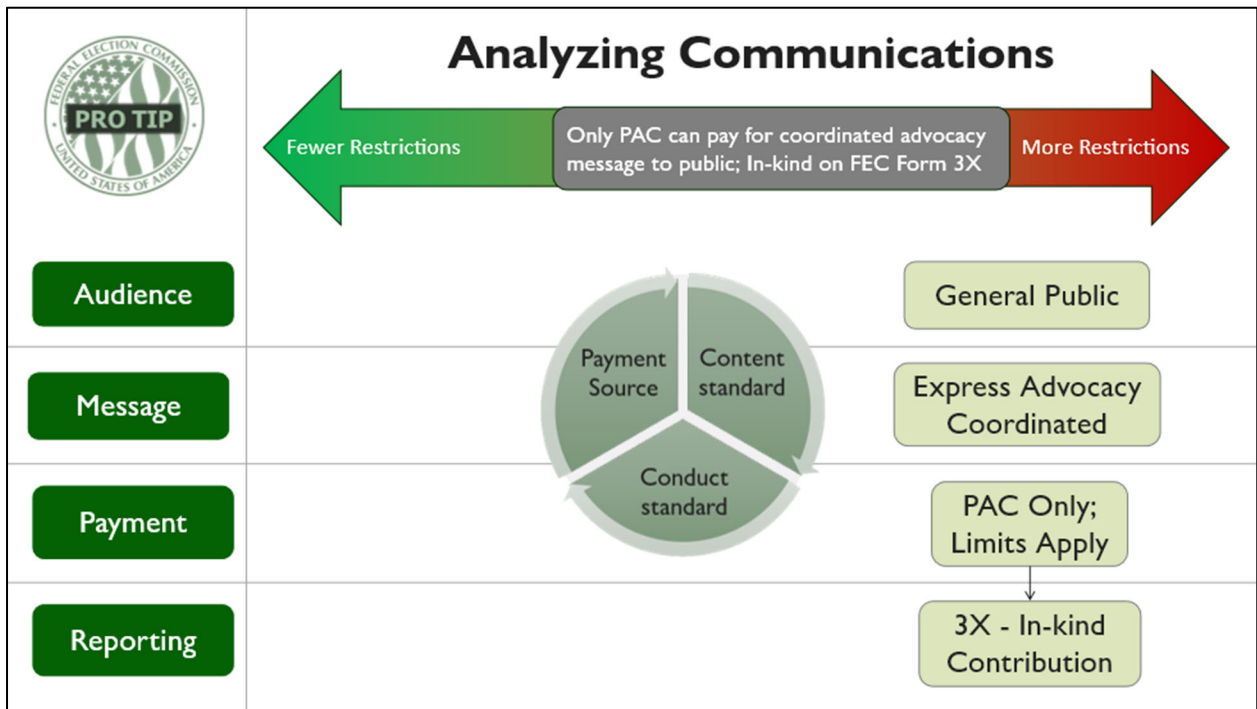 FEDERAL ELECTION COMMISSION
PRO TIP
UNITED STATES OF AMERICA
Analyzing Communications
Fewer Restrictions
Only PAC can pay for coordinated advocacy
message to public; In-kind on FEC Form 3X
More Restrictions
Audience
General Public
Payment
Source
Content
standard
Conduct
standard
Message
Express Advocacy
Coordinated
Payment
PAC Only;
Limits Apply
Reporting
3X - In-kind
Contribution